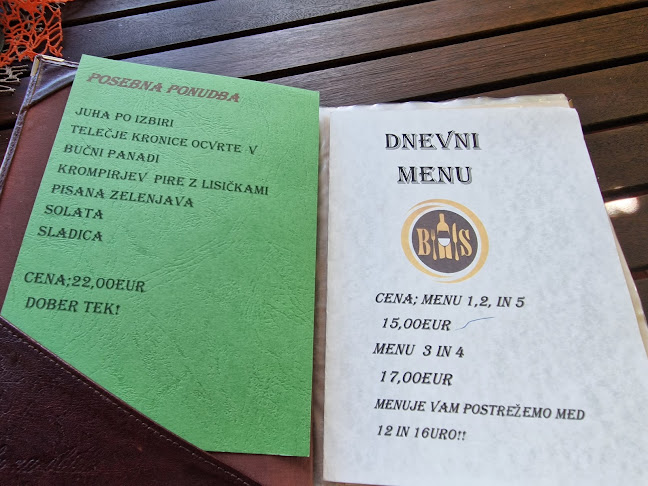 POSEBNA PONUDBA
JUHA PO IZBIRI
TELEČJE KRONICE OCVRTE V
BUČNI PANADI
KROMPIRJEV PIRE Z LISIČKAMI
PISANA ZELENJAVA
SOLATA
SLADICA
CENA;22,00EUR
DOBER TEK!
DNEVNI
MENU
B S
CENA; MENU 1,2, IN 5
15,00EUR
MENU 3 IN 4
17,00EUR
MENUJE VAM POSTREŽEMO MED
12 IN 16URO!!